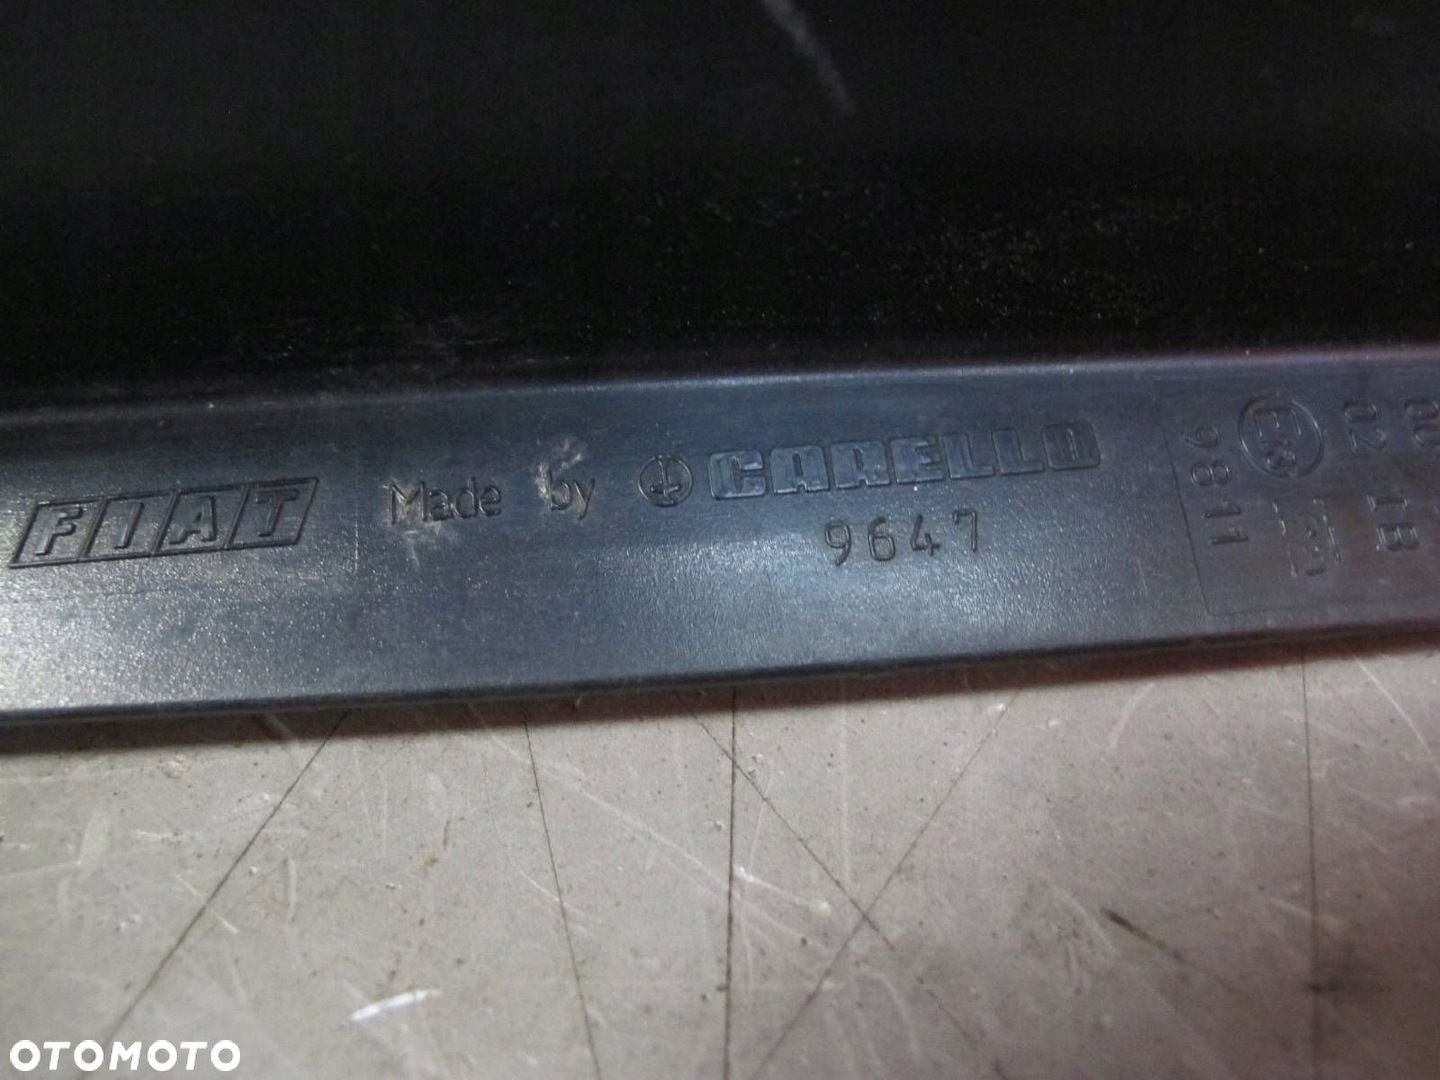 FIAT Made by CARELLO
9647
9811
02 1B
OTOMOTO